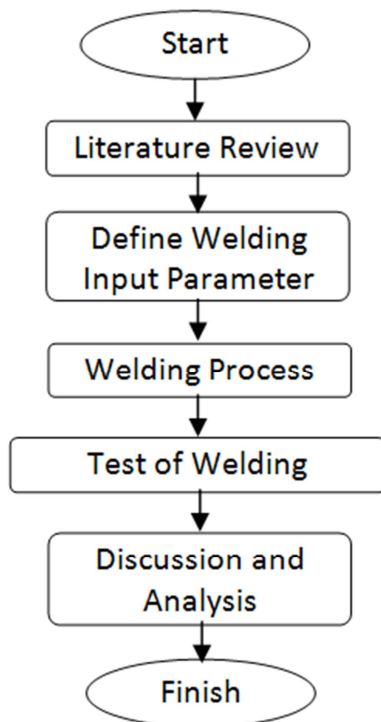 Start
Literature Review
Define Welding
Input Parameter
Welding Process
Test of Welding
Discussion and
Analysis
Finish